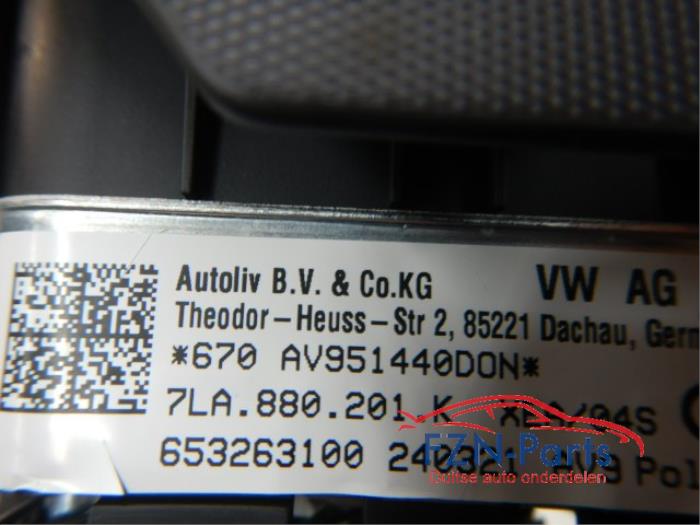 Autoliv B.V. & Co.KG VW AG
Theodor-Heuss-Str 2, 85221 Dachau, Germ
*670 AV951440DON*
7LA.880.201 K
653263100 Pol
FZN-Parts
Duitse auto onderdelen